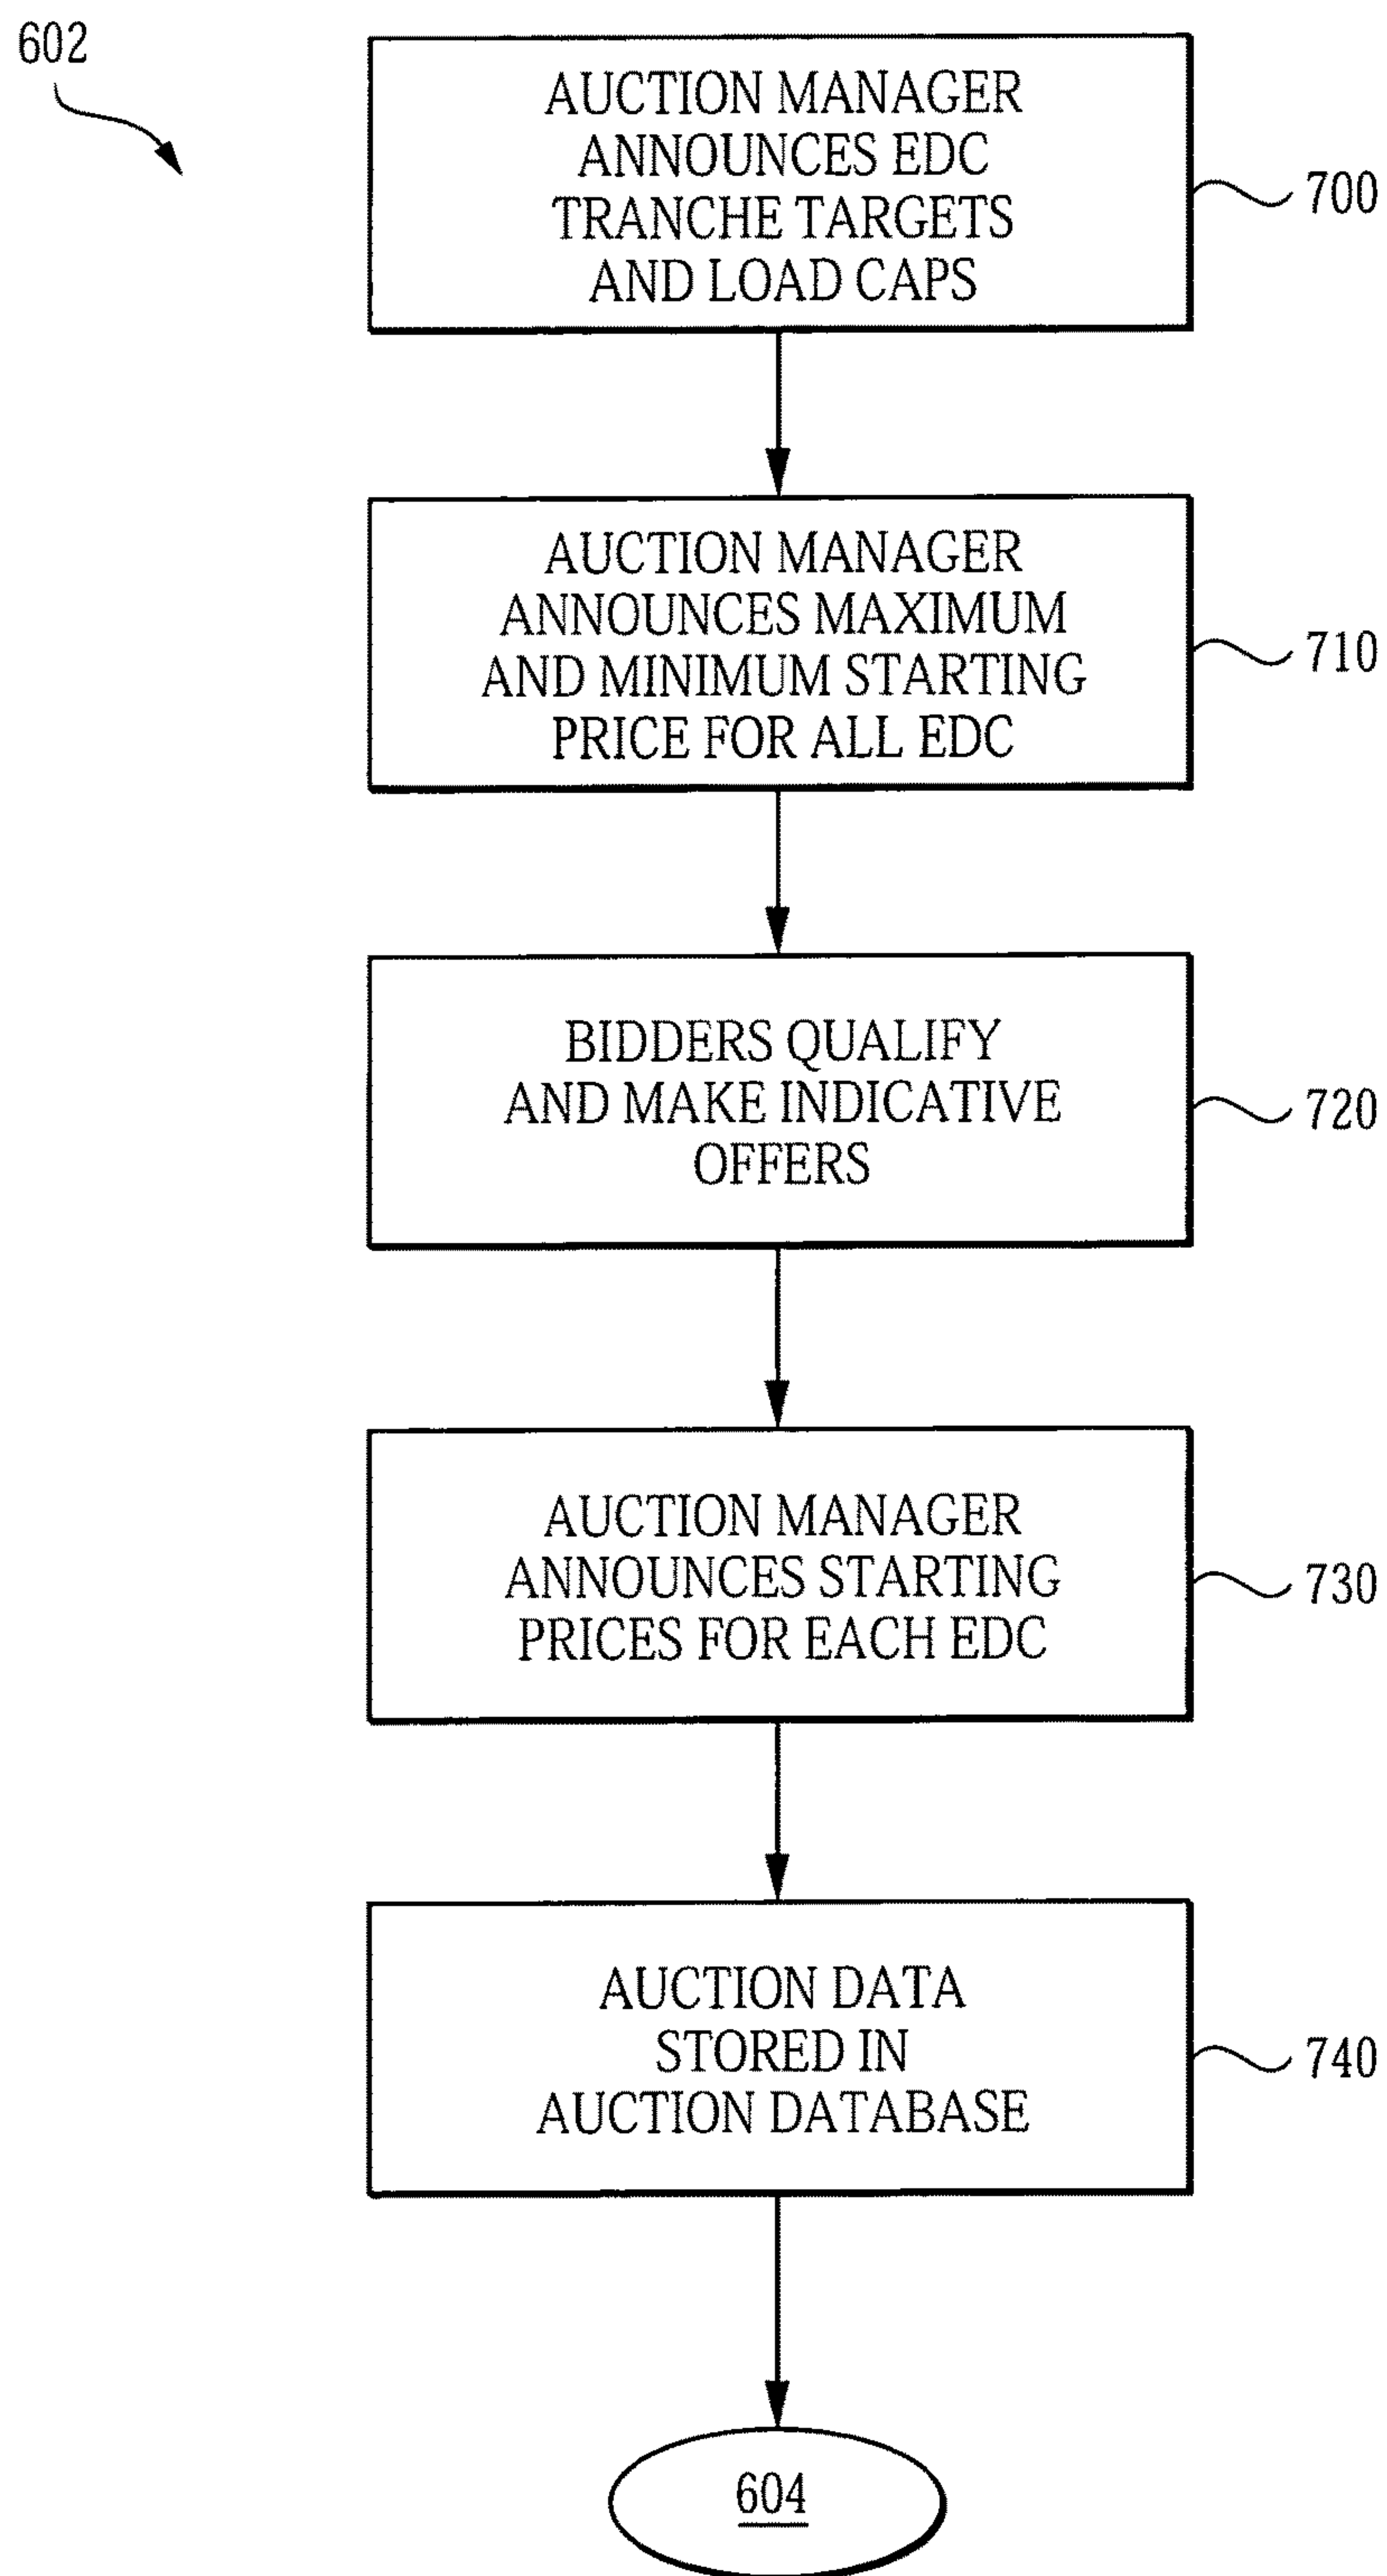 602
AUCTION MANAGER
ANNOUNCES EDC
TRANCHE TARGETS
AND LOAD CAPS
700
AUCTION MANAGER
ANNOUNCES MAXIMUM
AND MINIMUM STARTING
PRICE FOR ALL EDC
710
BIDDERS QUALIFY
AND MAKE INDICATIVE
OFFERS
720
AUCTION MANAGER
ANNOUNCES STARTING
PRICES FOR EACH EDC
730
AUCTION DATA
STORED IN
AUCTION DATABASE
740
604